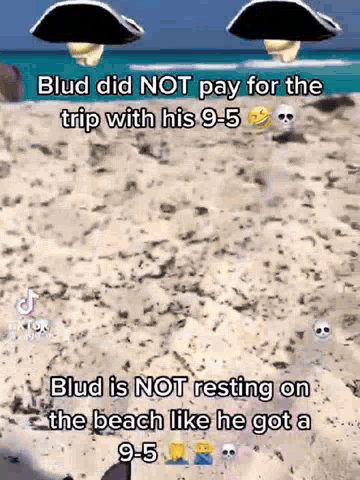 Blud did NOT pay for the
trip with his 9-5 🤣💀
Blud is NOT resting on
the beach like he got a
9-5 🤦🙅💀